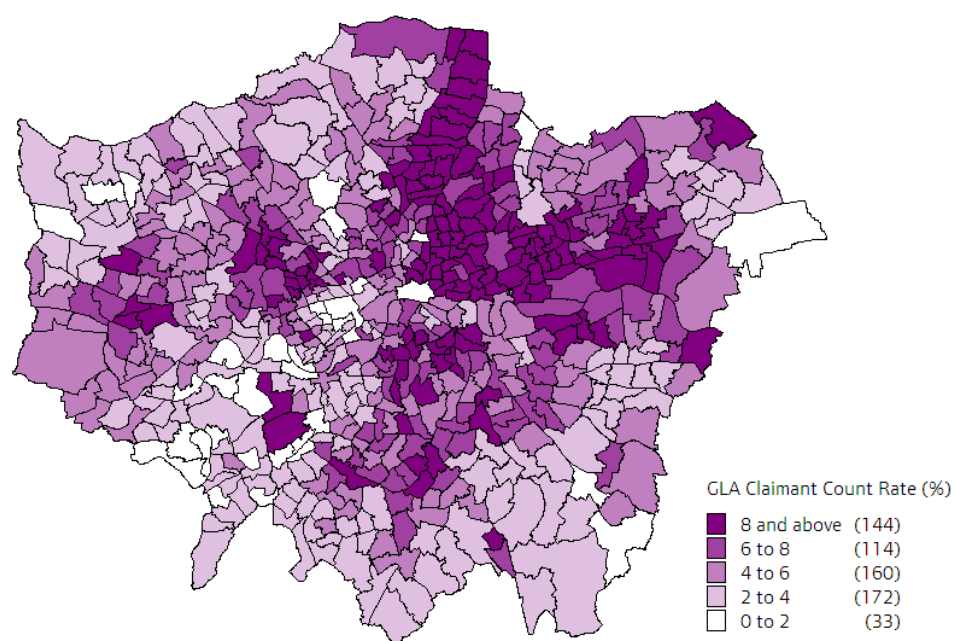 GLA Claimant Count Rate (%)
8 and above (144)
6 to 8 (114)
4 to 6 (160)
2 to 4 (172)
0 to 2 (33)